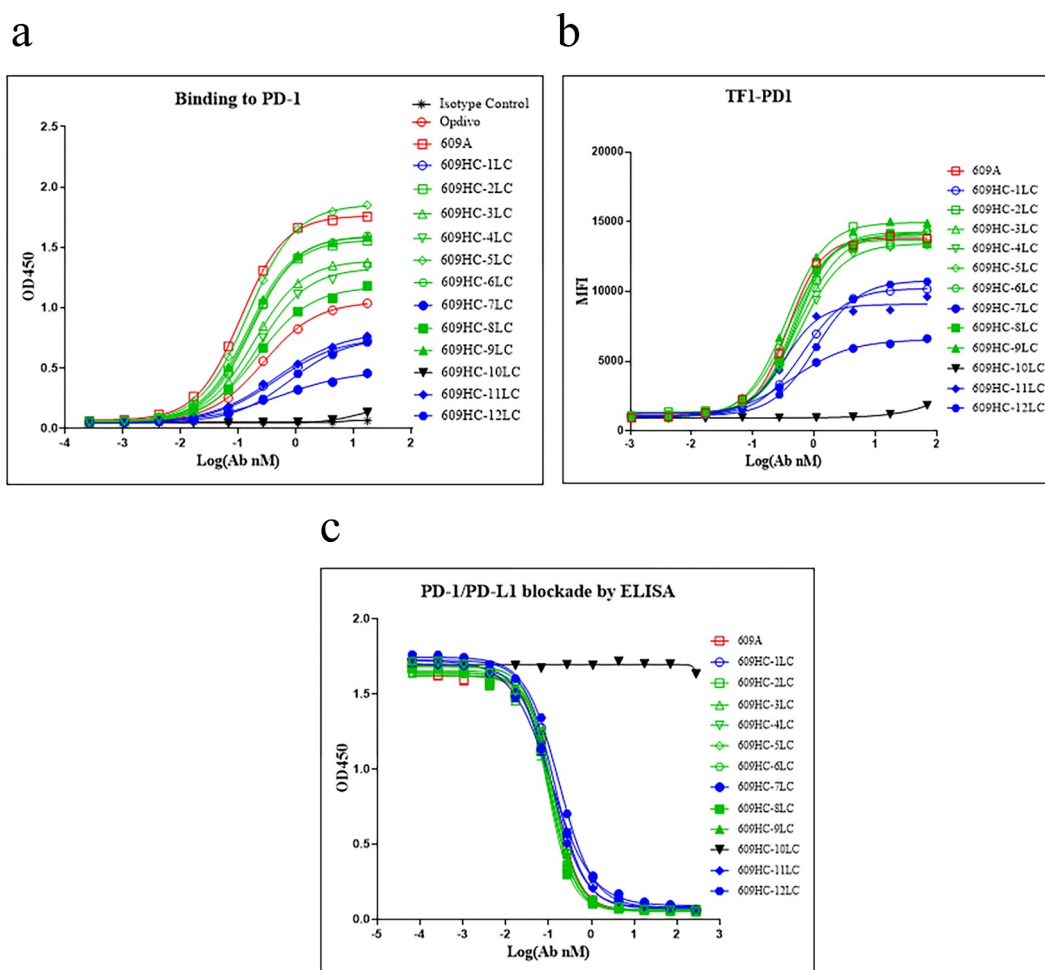 a
Binding to PD-1
OD450
2.5
2.0
1.5
1.0
0.5
0.0
-4
-3
-2
-1
0
1
2
Log(Ab nM)
Isotype Control
Opdivo
609A
609HC-1LC
609HC-2LC
609HC-3LC
609HC-4LC
609HC-5LC
609HC-6LC
609HC-7LC
609HC-8LC
609HC-9LC
609HC-10LC
609HC-11LC
609HC-12LC
b
TF1-PD1
MFI
20000
15000
10000
5000
0
-3
-2
-1
0
1
2
Log(Ab nM)
609A
609HC-1LC
609HC-2LC
609HC-3LC
609HC-4LC
609HC-5LC
609HC-6LC
609HC-7LC
609HC-8LC
609HC-9LC
609HC-10LC
609HC-11LC
609HC-12LC
c
PD-1/PD-L1 blockade by ELISA
OD450
2.0
1.5
1.0
0.5
0.0
-5
-4
-3
-2
-1
0
1
2
3
Log(Ab nM)
609A
609HC-1LC
609HC-2LC
609HC-3LC
609HC-4LC
609HC-5LC
609HC-6LC
609HC-7LC
609HC-8LC
609HC-9LC
609HC-10LC
609HC-11LC
609HC-12LC